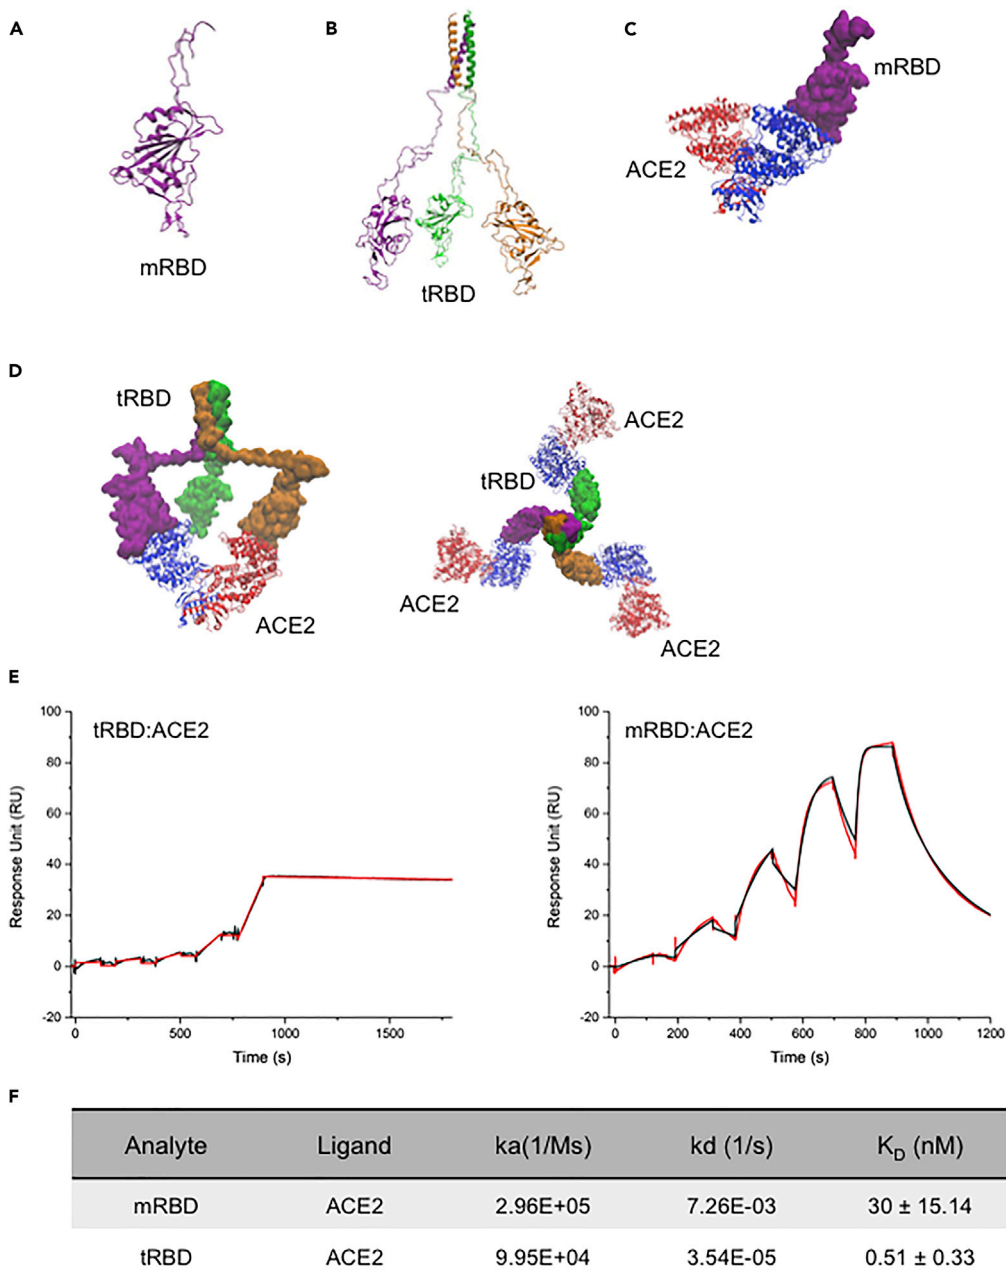 A
B
C
mRBD
tRBD
mRBD
ACE2
D
tRBD
ACE2
ACE2
tRBD
ACE2
ACE2
E
tRBD:ACE2
Response Unit (RU)
100
80
60
40
20
0
-20
0 500 1000 1500
Time (s)
mRBD:ACE2
Response Unit (RU)
100
80
60
40
20
0
-20
0 200 400 600 800 1000 1200
Time (s)
F
Analyte Ligand ka(1/Ms) kd (1/s) KD (nM)
mRBD ACE2 2.96E+05 7.26E-03 30 ± 15.14
tRBD ACE2 9.95E+04 3.54E-05 0.51 ± 0.33